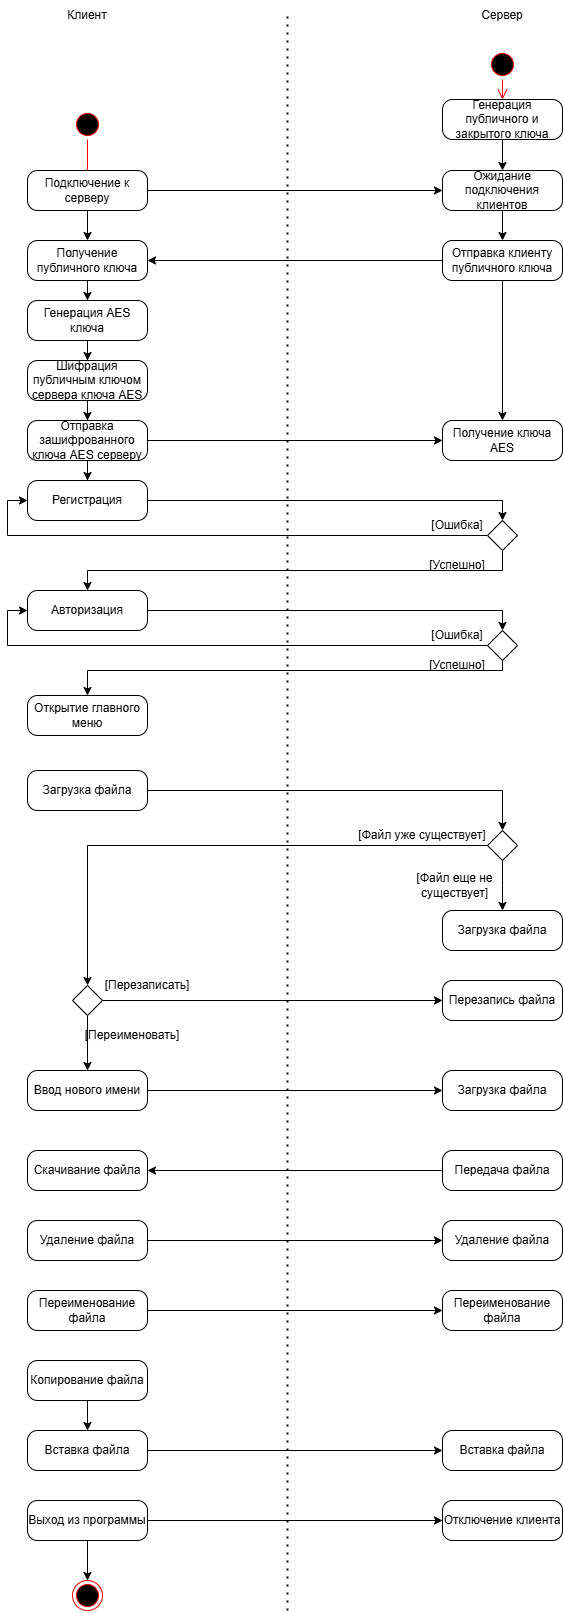 Клиент
Сервер
Генерация
публичного и
закрытого ключа
Подключение к
серверу
Ожидание
подключения
клиентов
Получение
публичного ключа
Отправка клиенту
публичного ключа
Генерация AES
ключа
Шифрация
публичным ключом
сервера ключа AES
Отправка
зашифрованного
ключа AES серверу
Получение ключа
AES
Регистрация
[Ошибка]
[Успешно]
Авторизация
[Ошибка]
[Успешно]
Открытие главного
меню
Загрузка файла
[Файл уже существует]
[Файл еще не
существует]
Загрузка файла
[Перезаписать]
Перезапись файла
[Переименовать]
Ввод нового имени
Загрузка файла
Скачивание файла
Передача файла
Удаление файла
Удаление файла
Переименование
файла
Переименование
файла
Копирование файла
Вставка файла
Вставка файла
Выход из программы
Отключение клиента